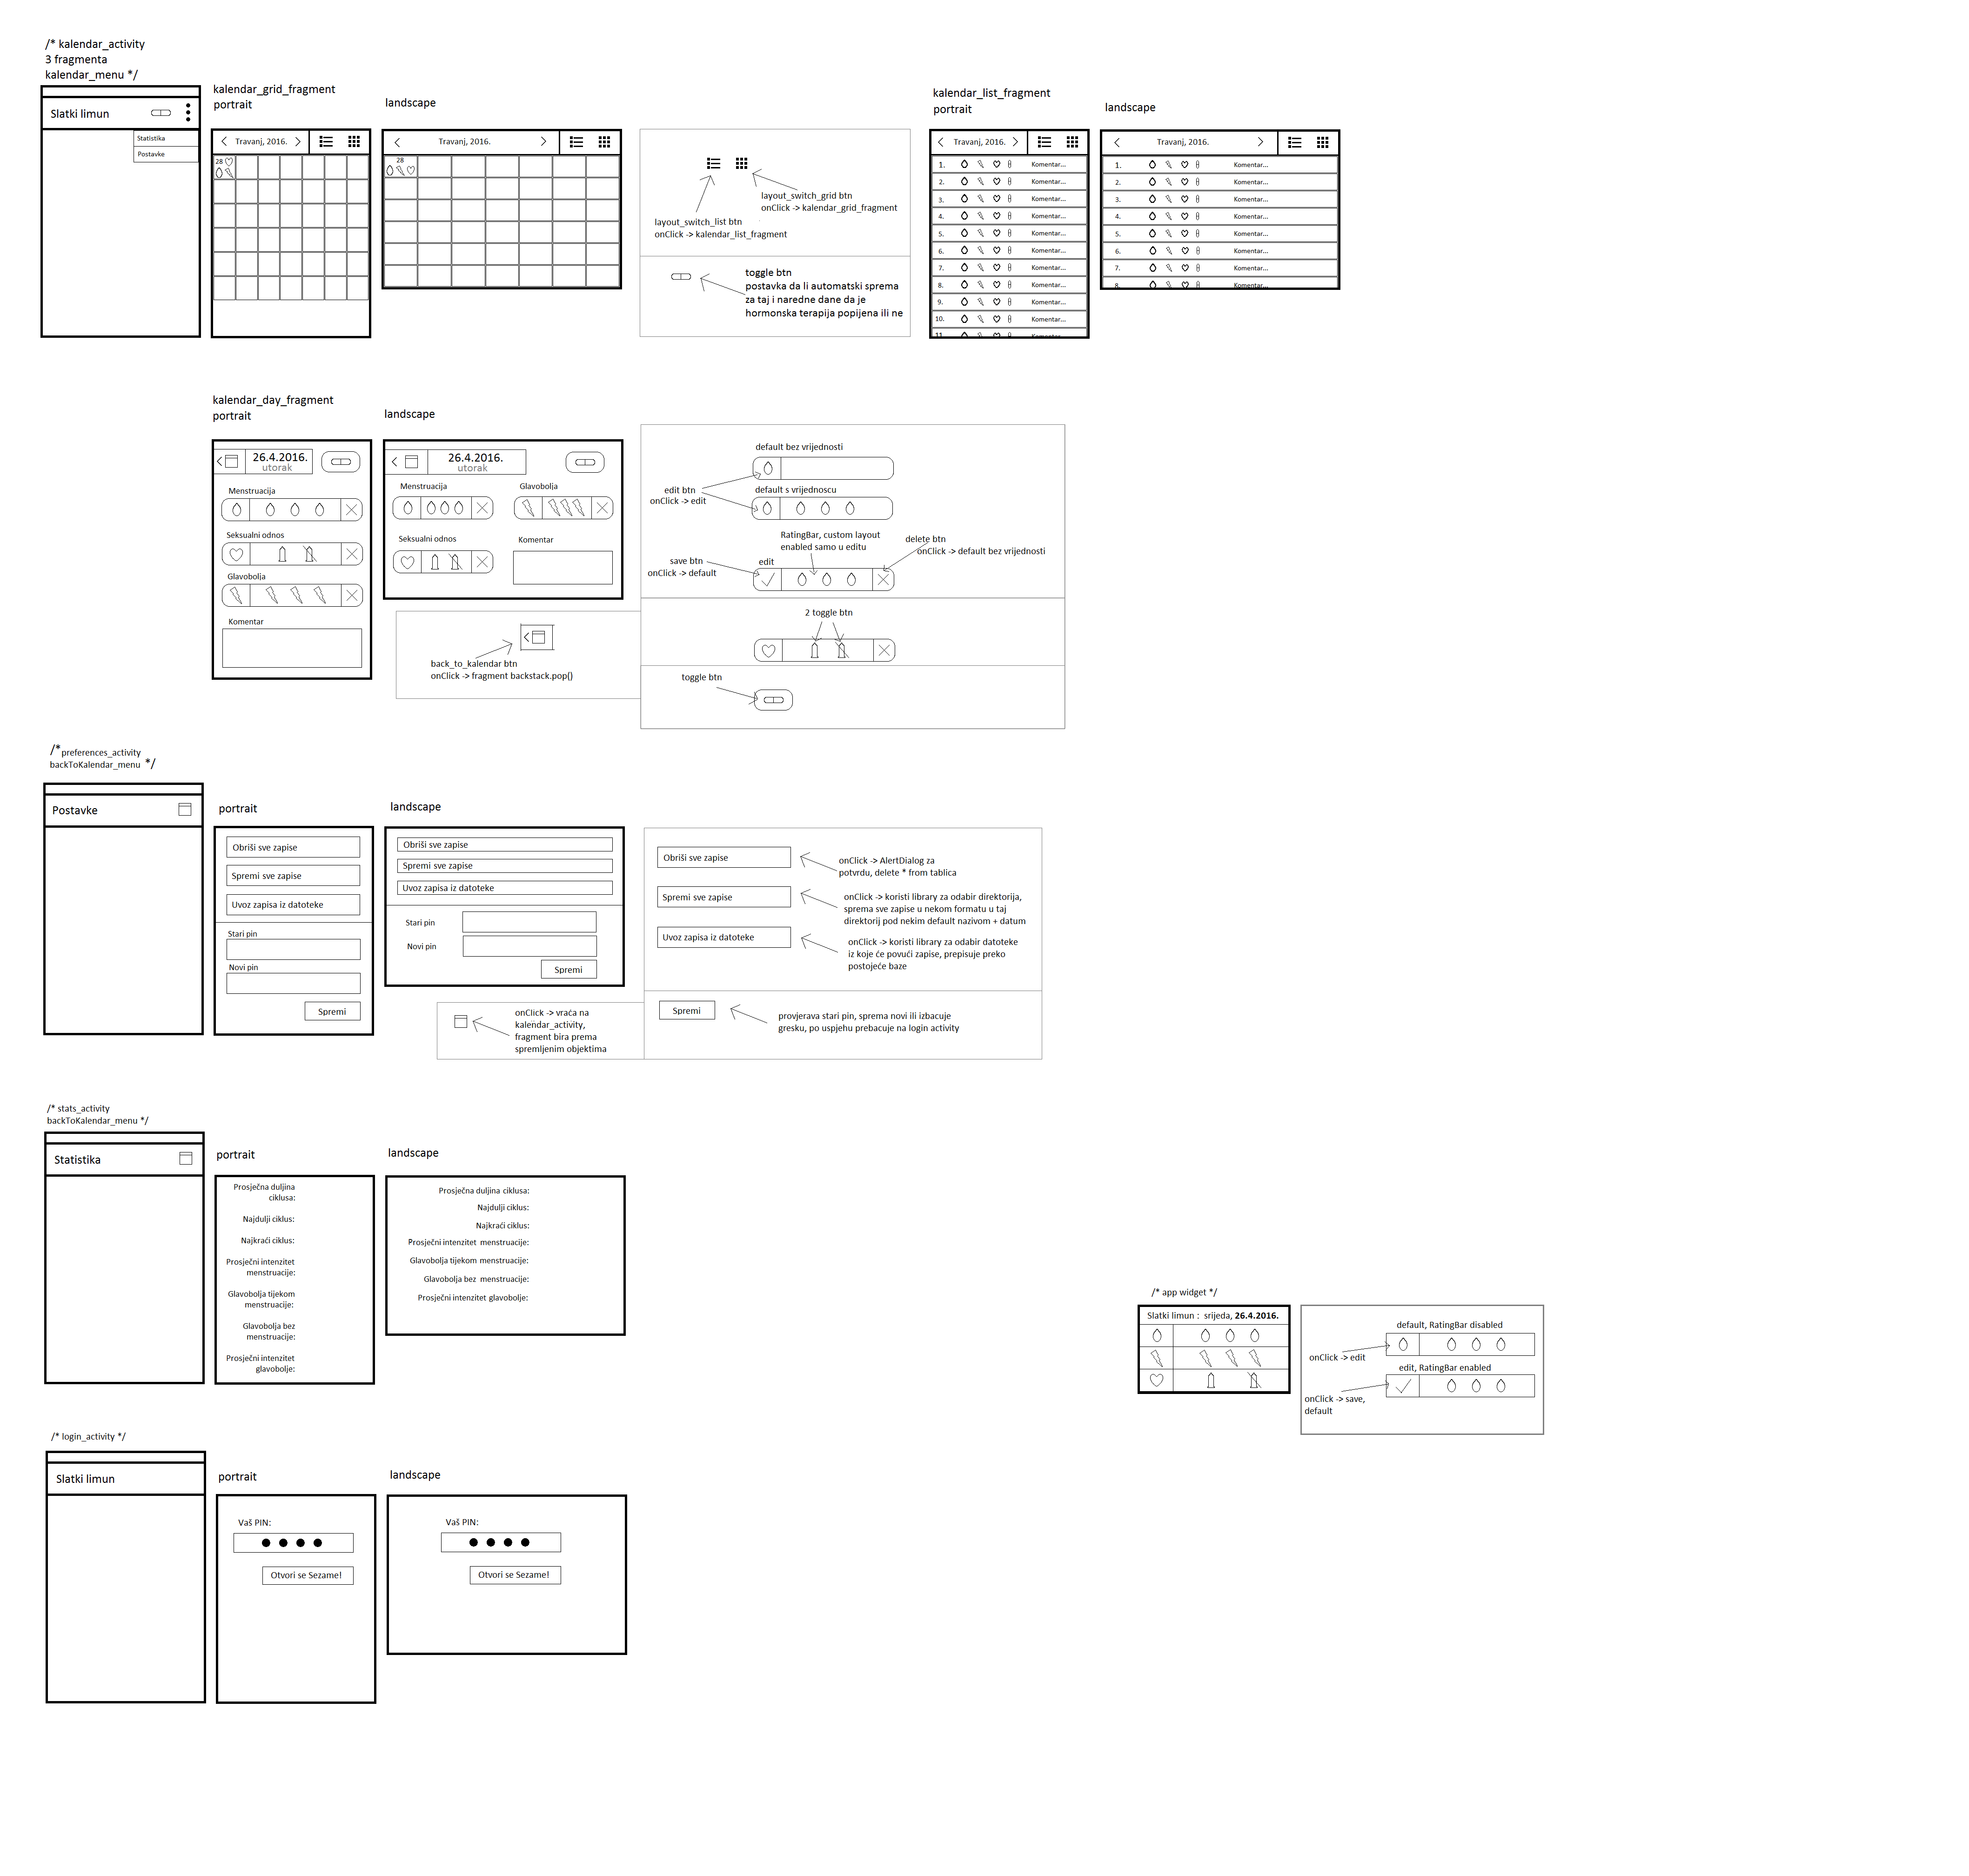 /* kalendar_activity
3 fragmenta
kalendar_menu */
Slatki limun
Statistika
Postavke
kalendar_grid_fragment
portrait
Travanj, 2016.
28
landscape
Travanj, 2016.
28
layout_switch_grid btn
onClick -> kalendar_grid_fragment
layout_switch_list btn
onClick -> kalendar_list_fragment
toggle btn
postavka da li automatski sprema
za taj i naredne dane da je
hormonska terapija popijena ili ne
kalendar_list_fragment
portrait
Travanj, 2016.
1. Komentar...
2. Komentar...
3. Komentar...
4. Komentar...
5. Komentar...
6. Komentar...
7. Komentar...
8. Komentar...
9. Komentar...
10. Komentar...
11. Komentar...
landscape
Travanj, 2016.
1. Komentar...
2. Komentar...
3. Komentar...
4. Komentar...
5. Komentar...
6. Komentar...
7. Komentar...
8. Komentar...
kalendar_day_fragment
portrait
26.4.2016.
utorak
Menstruacija
Seksualni odnos
Glavobolja
Komentar
landscape
26.4.2016.
utorak
Menstruacija
Glavobolja
Seksualni odnos
Komentar
back_to_kalendar btn
onClick -> fragment backstack.pop()
default bez vrijednosti
edit btn
onClick -> edit
default s vrijednoscu
RatingBar, custom layout
enabled samo u editu
delete btn
onClick -> default bez vrijednosti
save btn
onClick -> default
edit
2 toggle btn
toggle btn
/*preferences_activity
backToKalendar_menu */
Postavke
portrait
Obriši sve zapise
Spremi sve zapise
Uvoz zapisa iz datoteke
Stari pin
Novi pin
Spremi
landscape
Obriši sve zapise
Spremi sve zapise
Uvoz zapisa iz datoteke
Stari pin
Novi pin
Spremi
onClick -> vraća na
kalendar_activity,
fragment bira prema
spremljenim objektima
Obriši sve zapise
onClick -> AlertDialog za
potvrdu, delete * from tablica
Spremi sve zapise
onClick -> koristi library za odabir direktorija,
sprema sve zapise u nekom formatu u taj
direktorij pod nekim default nazivom + datum
Uvoz zapisa iz datoteke
onClick -> koristi library za odabir datoteke
iz koje će povući zapise, prepisuje preko
postojeće baze
Spremi
provjerava stari pin, sprema novi ili izbacuje
gresku, po uspjehu prebacuje na login activity
/* stats_activity
backToKalendar_menu */
Statistika
portrait
Prosječna duljina
ciklusa:
Najdulji ciklus:
Najkraći ciklus:
Prosječni intenzitet
menstruacije:
Glavobolja tijekom
menstruacije:
Glavobolja bez
menstruacije:
Prosječni intenzitet
glavobolje:
landscape
Prosječna duljina ciklusa:
Najdulji ciklus:
Najkraći ciklus:
Prosječni intenzitet menstruacije:
Glavobolja tijekom menstruacije:
Glavobolja bez menstruacije:
Prosječni intenzitet glavobolje:
/* app widget */
Slatki limun : srijeda, 26.4.2016.
default, RatingBar disabled
onClick -> edit
edit, RatingBar enabled
onClick -> save,
default
/* login_activity */
Slatki limun
portrait
Vaš PIN:
Otvori se Sezame!
landscape
Vaš PIN:
Otvori se Sezame!